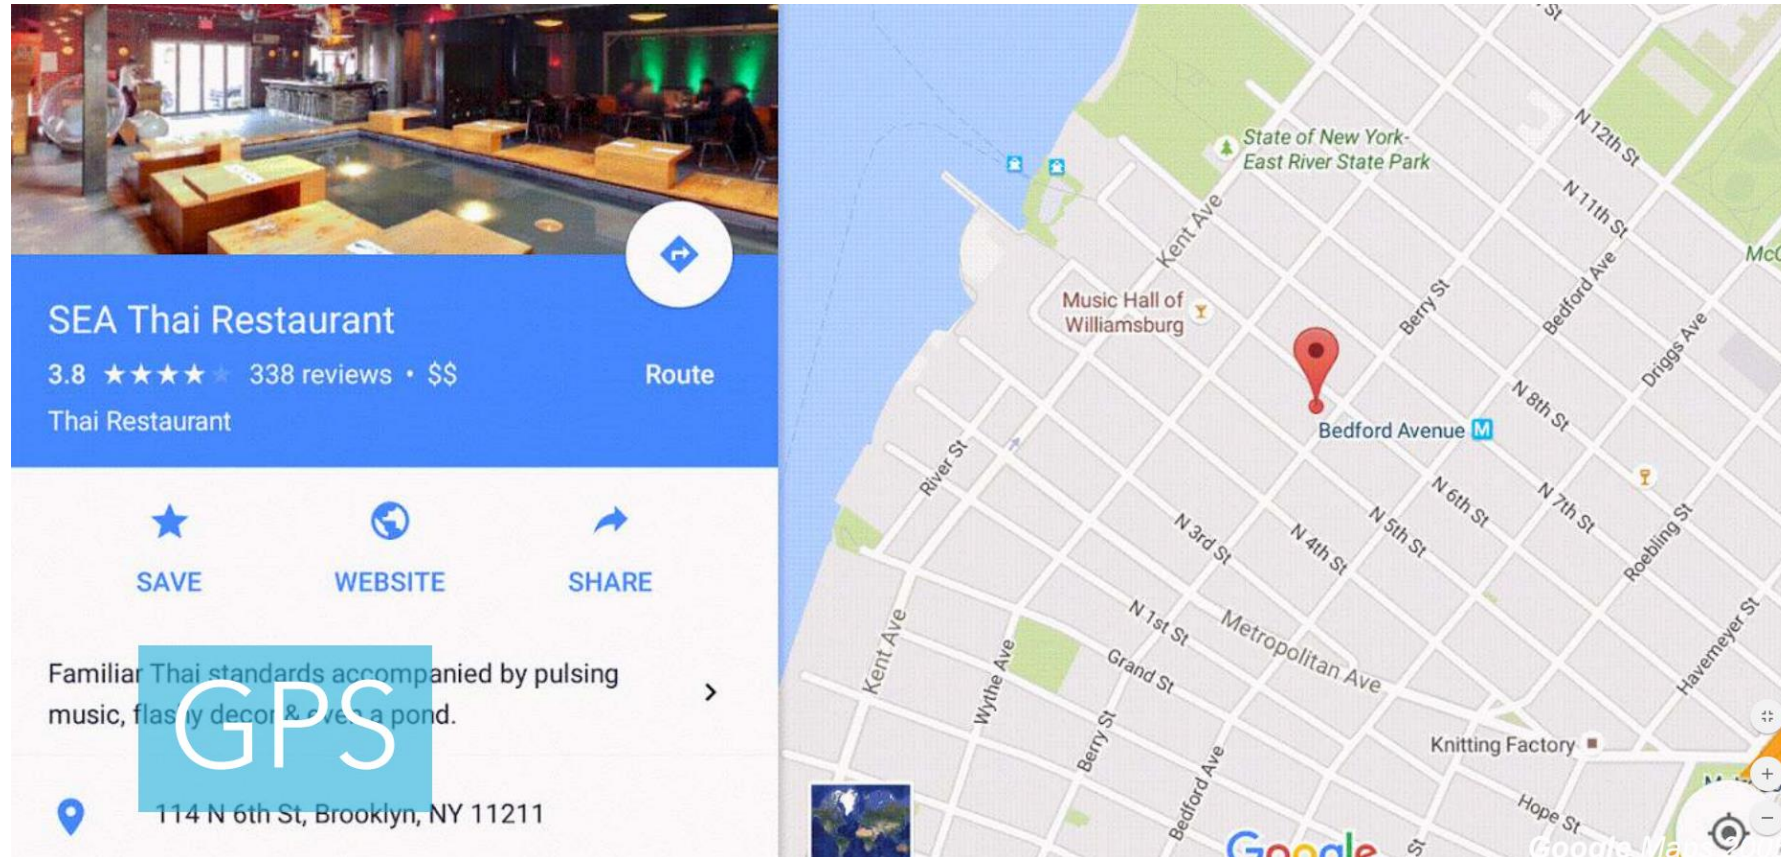 SEA Thai Restaurant
3.8 ★★★★★ 338 reviews • $$
Route
Thai Restaurant
SAVE
WEBSITE
SHARE
Familiar Thai standards accompanied by pulsing
music, flashy decor & even a pond.
GPS
114 N 6th St, Brooklyn, NY 11211
State of New York-
East River State Park
N 12th St
N 11th St
Kent Ave
Music Hall of
Williamsburg
Berry St
Bedford Ave
Driggs Ave
N 8th St
Bedford Avenue M
River St
N 3rd St
N 4th St
N 5th St
N 6th St
N 7th St
Roebling St
N 1st St
Metropolitan Ave
Grand St
Kent Ave
Wythe Ave
Berry St
Bedford Ave
Havemeyer St
Knitting Factory
Hope St
St
St
Google
Google Maps